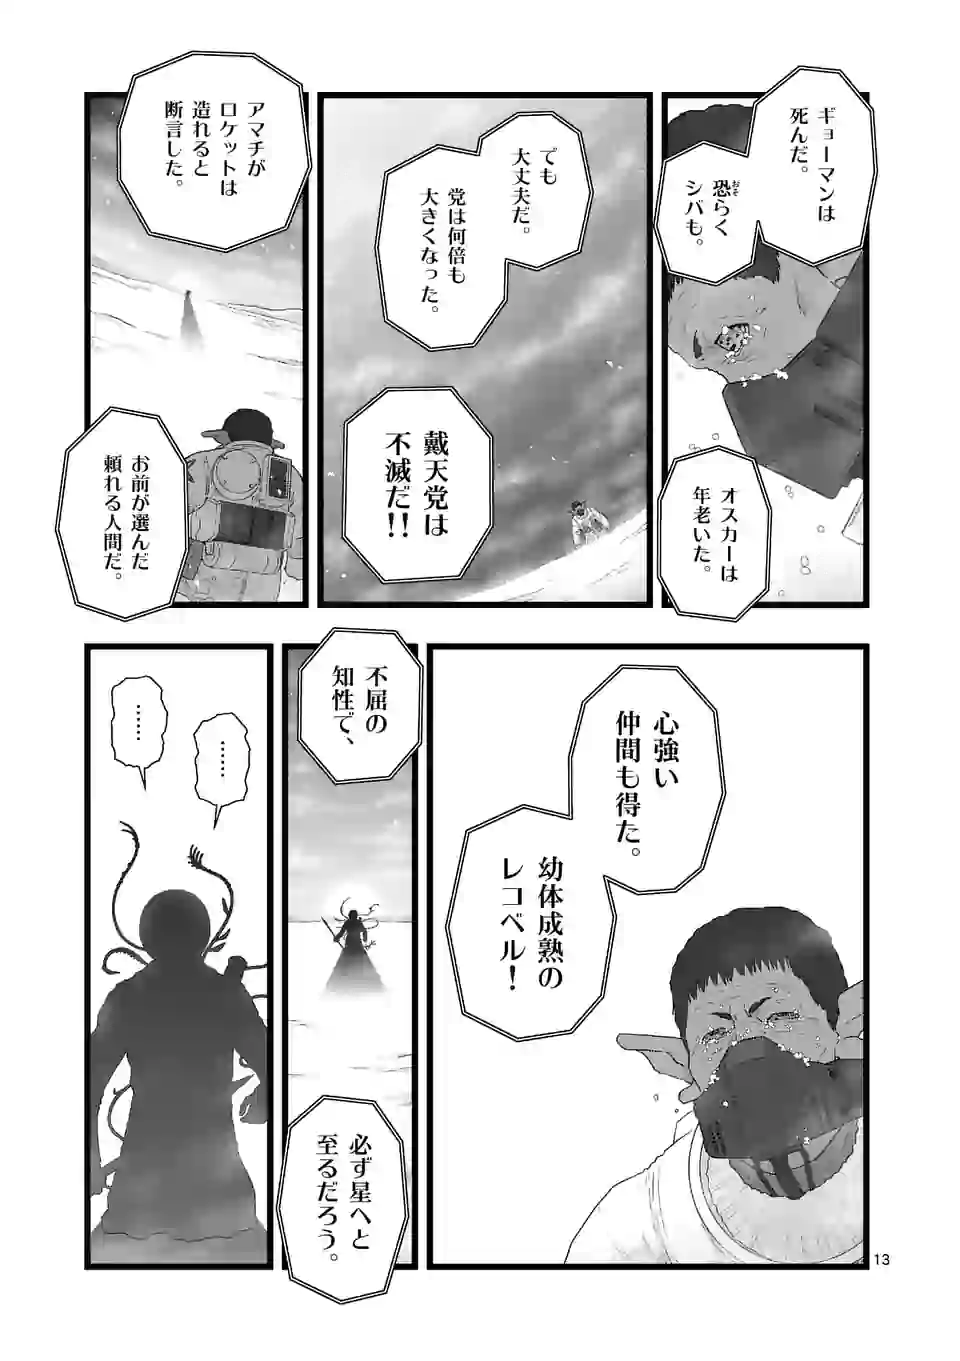 ギョーマンは
死んだ。
恐らく
おそ
シバも。
オスカーは
年老いた。
でも
大丈夫だ。
党は何倍も
大きくなった。
戴天党は
不滅だ!!
アマチが
ロケットは
造れると
断言した。
お前が選んだ
頼れる人間だ。
心強い
仲間も得た。
幼体成熟の
レコベル!
不屈の
知性で、
必ず星へと
至るだろう。
……
……
13